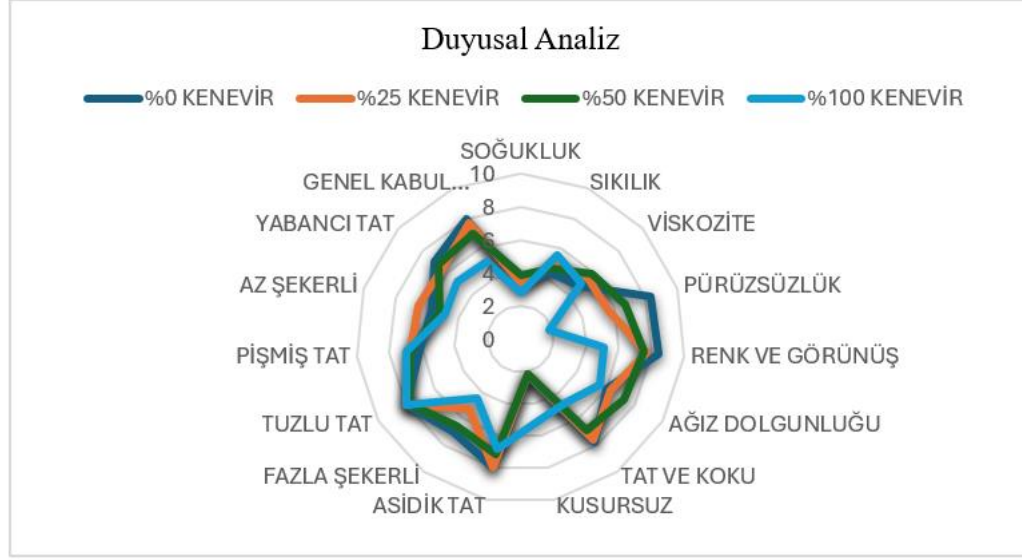 Duyusal Analiz
%0 KENEVİR %25 KENEVİR %50 KENEVİR %100 KENEVİR
SOĞUKLUK
SIKILIK
VİSKOZİTE
PÜRÜZSÜZLÜK
RENK VE GÖRÜNÜŞ
AĞIZ DOLGUNLUĞU
TAT VE KOKU
KUSURSUZ
ASİDİK TAT
FAZLA ŞEKERLİ
TUZLU TAT
PİŞMİŞ TAT
AZ ŞEKERLİ
YABANCI TAT
GENEL KABUL...
10
8
6
4
2
0